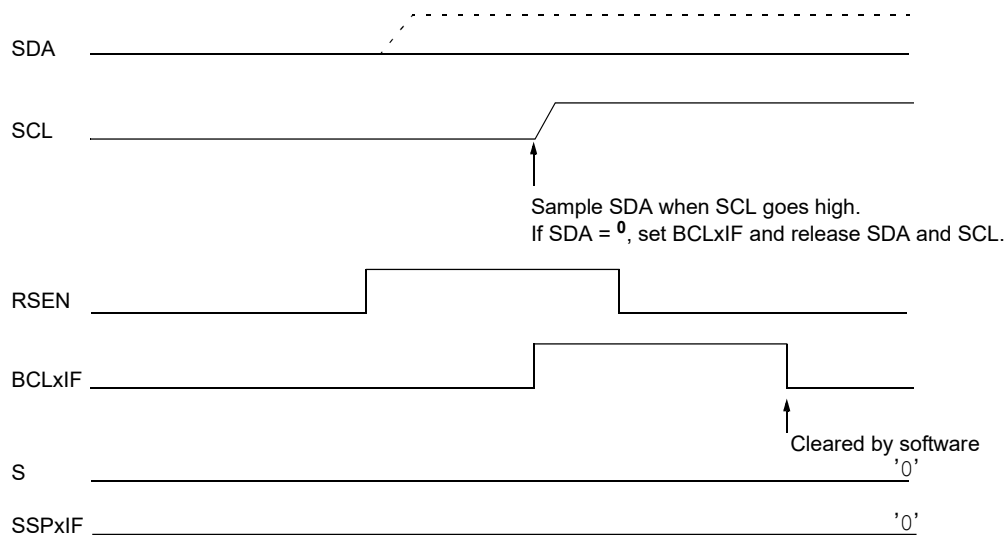 SDA
SCL
Sample SDA when SCL goes high.
If SDA = 0, set BCLxIF and release SDA and SCL.
RSEN
BCLxIF
Cleared by software
S
'0'
SSPxIF
'0'